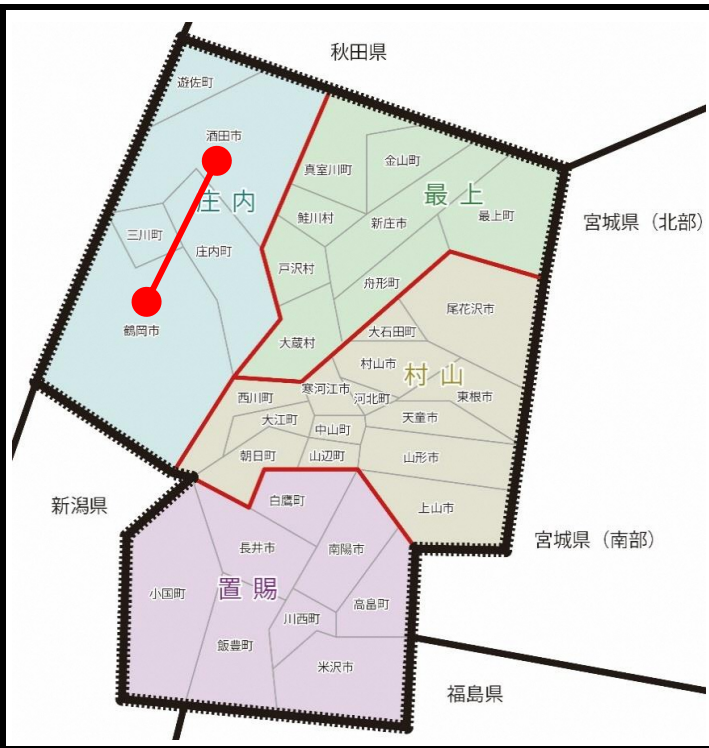 秋田県
遊佐町
酒田市
庄内
三川町
庄内町
鶴岡市
真室川町
金山町
最上
鮭川村
新庄市
最上町
戸沢村
舟形町
大蔵村
宮城県（北部）
尾花沢市
大石田町
村山市
村山
西川町
寒河江市
河北町
東根市
大江町
中山町
天童市
朝日町
山辺町
山形市
上山市
新潟県
宮城県（南部）
白鷹町
長井市
南陽市
小国町
置賜
川西町
高畠町
飯豊町
米沢市
福島県